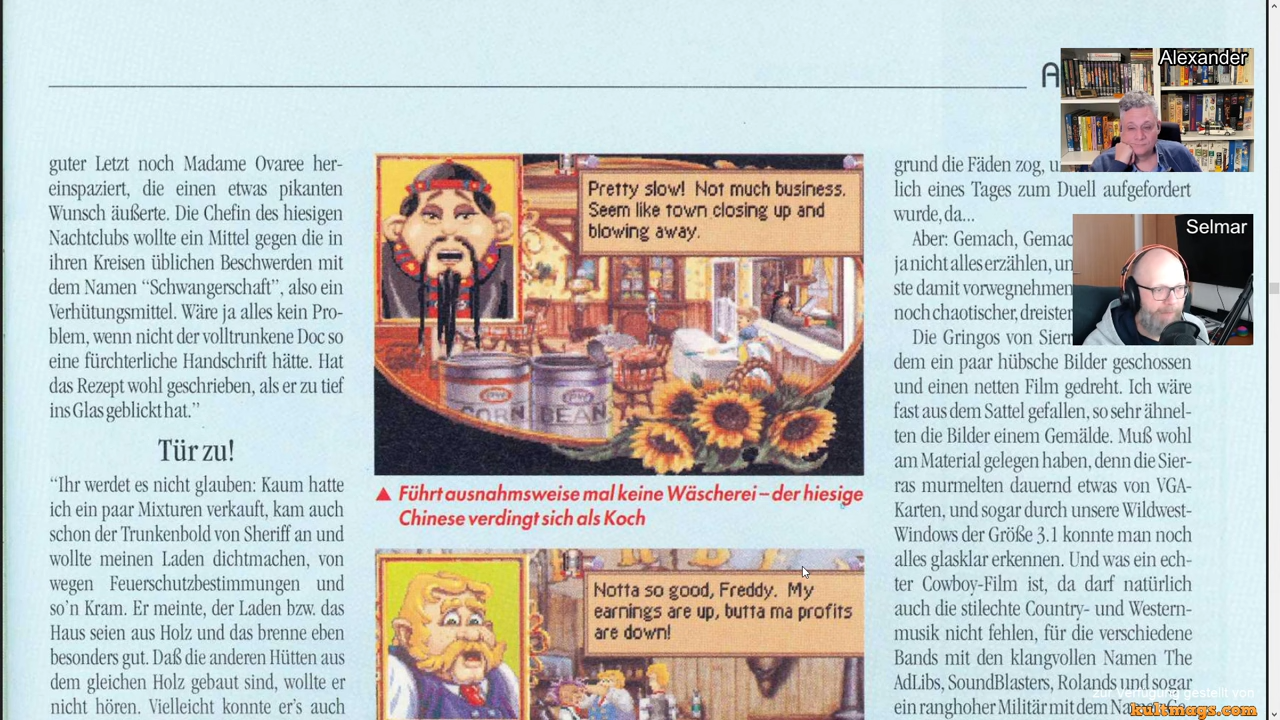 guter Letzt noch Madame Ovaree her-
einspaziert, die einen etwas pikanten
Wunsch äußerte. Die Chefin des hiesigen
Nachtclubs wollte ein Mittel gegen die in
ihren Kreisen üblichen Beschwerden mit
dem Namen “Schwangerschaft”, also ein
Verhütungsmittel. Wäre ja alles kein Pro-
blem, wenn nicht der volltrunkene Doc so
eine fürchterliche Handschrift hätte. Hat
das Rezept wohl geschrieben, als er zu tief
ins Glas geblickt hat.”
Tür zu!
“Ihr werdet es nicht glauben: Kaum hatte
ich ein paar Mixturen verkauft, kam auch
schon der Trunkenbold von Sheriff an und
wollte meinen Laden dichtmachen, von
wegen Feuerschutzbestimmungen und
so’n Kram. Er meinte, der Laden bzw. das
Haus seien aus Holz und das brenne eben
besonders gut. Daß die anderen Hütten aus
dem gleichen Holz gebaut sind, wollte er
nicht hören. Vielleicht konnte er’s auch
Pretty slow! Not much business.
Seem like town closing up and
blowing away.
CORN
BEAN
▲ Führt ausnahmsweise mal keine Wäscherei – der hiesige
Chinese verdingt sich als Koch
Notta so good, Freddy. My
earnings are up, butta ma profits
are down!
A
Alexander
grund die Fäden zog, u
lich eines Tages zum Duell aufgefordert
wurde, da...
Selmar
Aber: Gemach, Gemac
ja nicht alles erzählen, un
ste damit vorwegnehmen
noch chaotischer, dreister
Die Gringos von Sierr
dem ein paar hübsche Bilder geschossen
und einen netten Film gedreht. Ich wäre
fast aus dem Sattel gefallen, so sehr ähnel-
ten die Bilder einem Gemälde. Muß wohl
am Material gelegen haben, denn die Sier-
ras murmelten dauernd etwas von VGA-
Karten, und sogar durch unsere Wildwest-
Windows der Größe 3.1 konnte man noch
alles glasklar erkennen. Und was ein ech-
ter Cowboy-Film ist, da darf natürlich
auch die stilechte Country- und Western-
musik nicht fehlen, für die verschiedene
Bands mit den klangvollen Namen The
AdLibs, SoundBlasters, Rolands und sogar
ein ranghoher Militär mit dem Namen
zur Verfügung gestellt von
kultmags.com